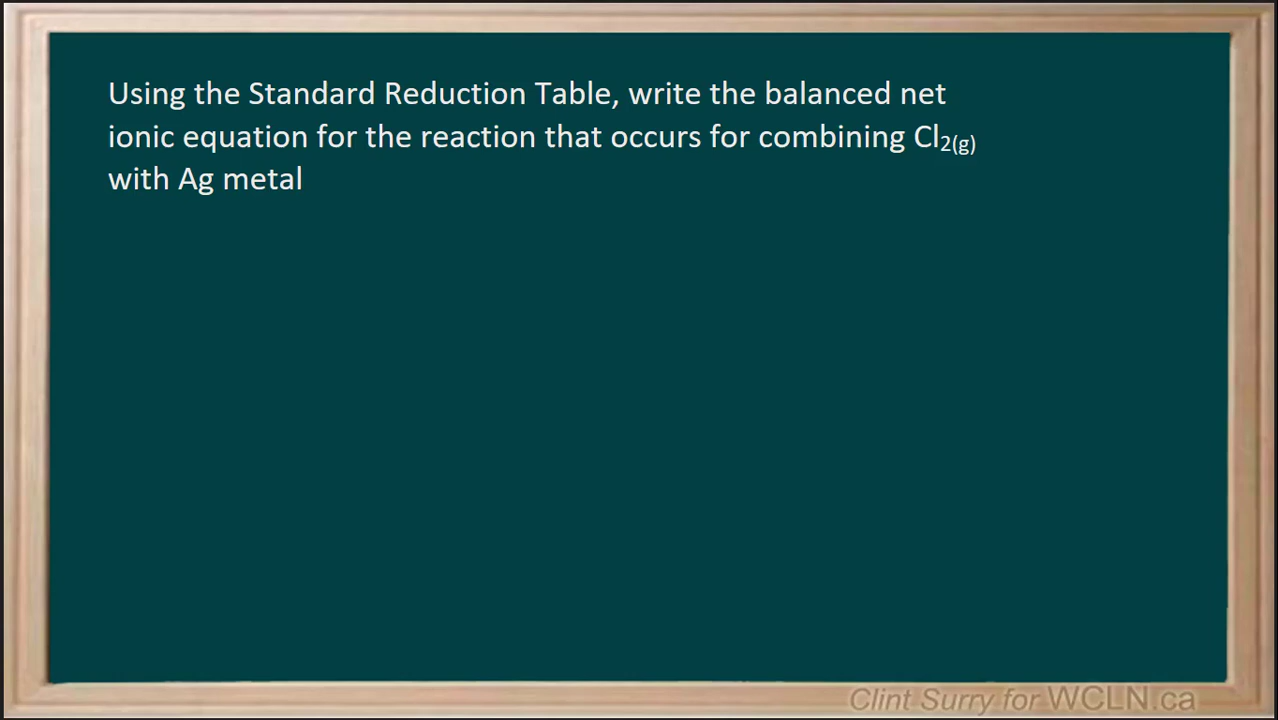 Using the Standard Reduction Table, write the balanced net
ionic equation for the reaction that occurs for combining Cl₂₍g₎
with Ag metal
Clint Surry for WCLN.ca